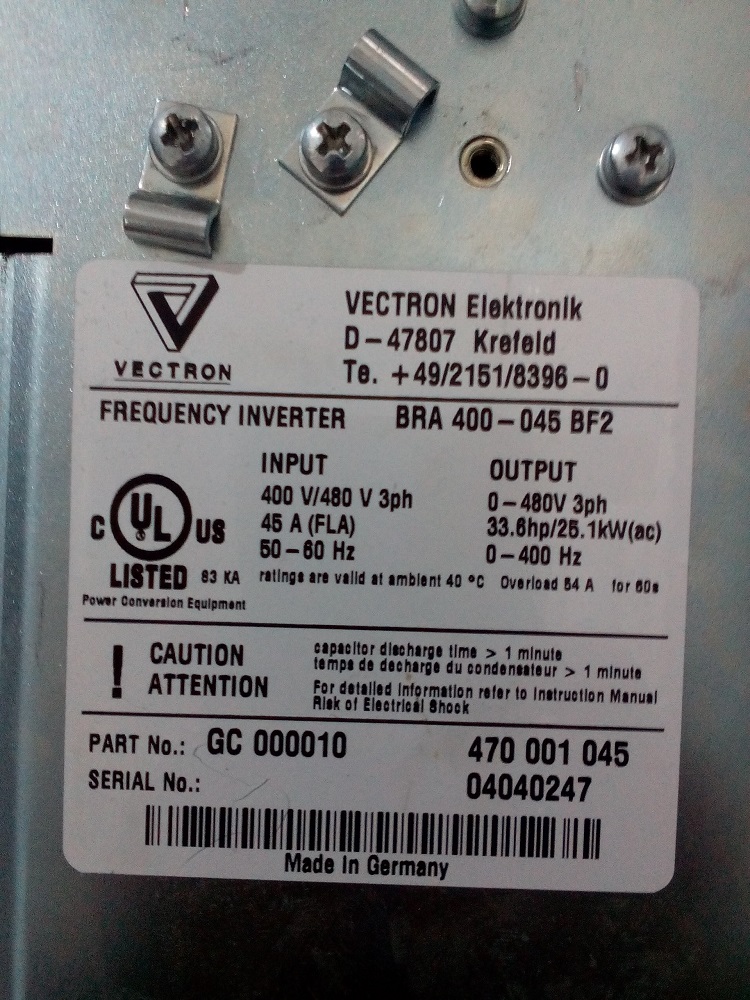 VECTRON Elektronik
D-47807 Krefeld
VECTRON
Te. +49/2151/8396-0
FREQUENCY INVERTER BRA 400-045 BF2
INPUT OUTPUT
400 V/480 V 3ph 0-480V 3ph
45 A (FLA) 33.6hp/25.1kW(ac)
50-60 Hz 0-400 Hz
C UL US
LISTED 83 KA ratings are valid at ambient 40 °C Overload 54 A for 60s
Power Conversion Equipment
! CAUTION capacitor discharge time > 1 minute
temps de decharge du condensateur > 1 minute
ATTENTION For detailed Information refer to Instruction Manual
Risk of Electrical Shock
PART No.: GC 000010 470 001 045
SERIAL No.: 04040247
Made In Germany